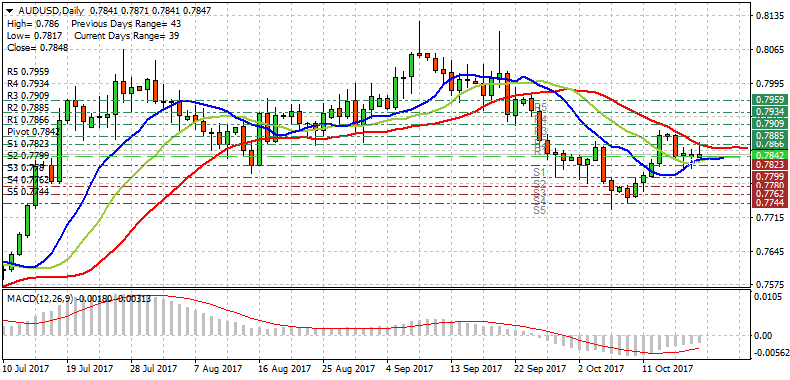 AUDUSD,Daily 0.7841 0.7871 0.7841 0.7847
High= 0.786 Previous Days Range= 43
Low= 0.7817 Current Days Range= 39
Close= 0.7848
R5 0.7959
R4 0.7934
R3 0.7909
R2 0.7885
R1 0.7866
Pivot 0.7842
S1 0.7823
S2 0.7799
S4 0.7762
S5 0.7744
R5
S1
S2
S4
S5
0.8135
0.8065
0.7995
0.7959
0.7934
0.7909
0.7885
0.7866
0.7842
0.7823
0.7799
0.7780
0.7762
0.7744
0.7715
0.7645
0.7575
MACD(12,26,9) -0.00180 -0.00313
0.0105
0.00
-0.00562
10 Jul 2017
19 Jul 2017
28 Jul 2017
7 Aug 2017
16 Aug 2017
25 Aug 2017
4 Sep 2017
13 Sep 2017
22 Sep 2017
2 Oct 2017
11 Oct 2017